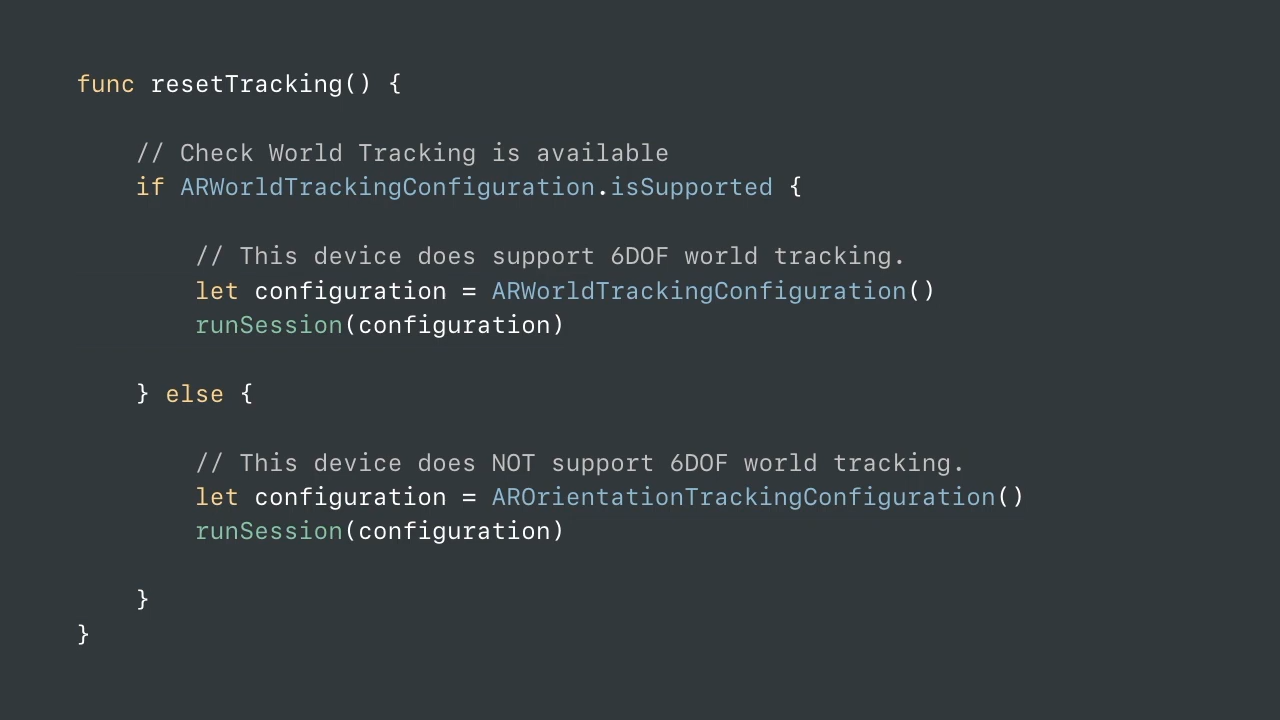 func resetTracking() {
// Check World Tracking is available
if ARWorldTrackingConfiguration.isSupported {
// This device does support 6DOF world tracking.
let configuration = ARWorldTrackingConfiguration()
runSession(configuration)
} else {
// This device does NOT support 6DOF world tracking.
let configuration = AROrientationTrackingConfiguration()
runSession(configuration)
}
}